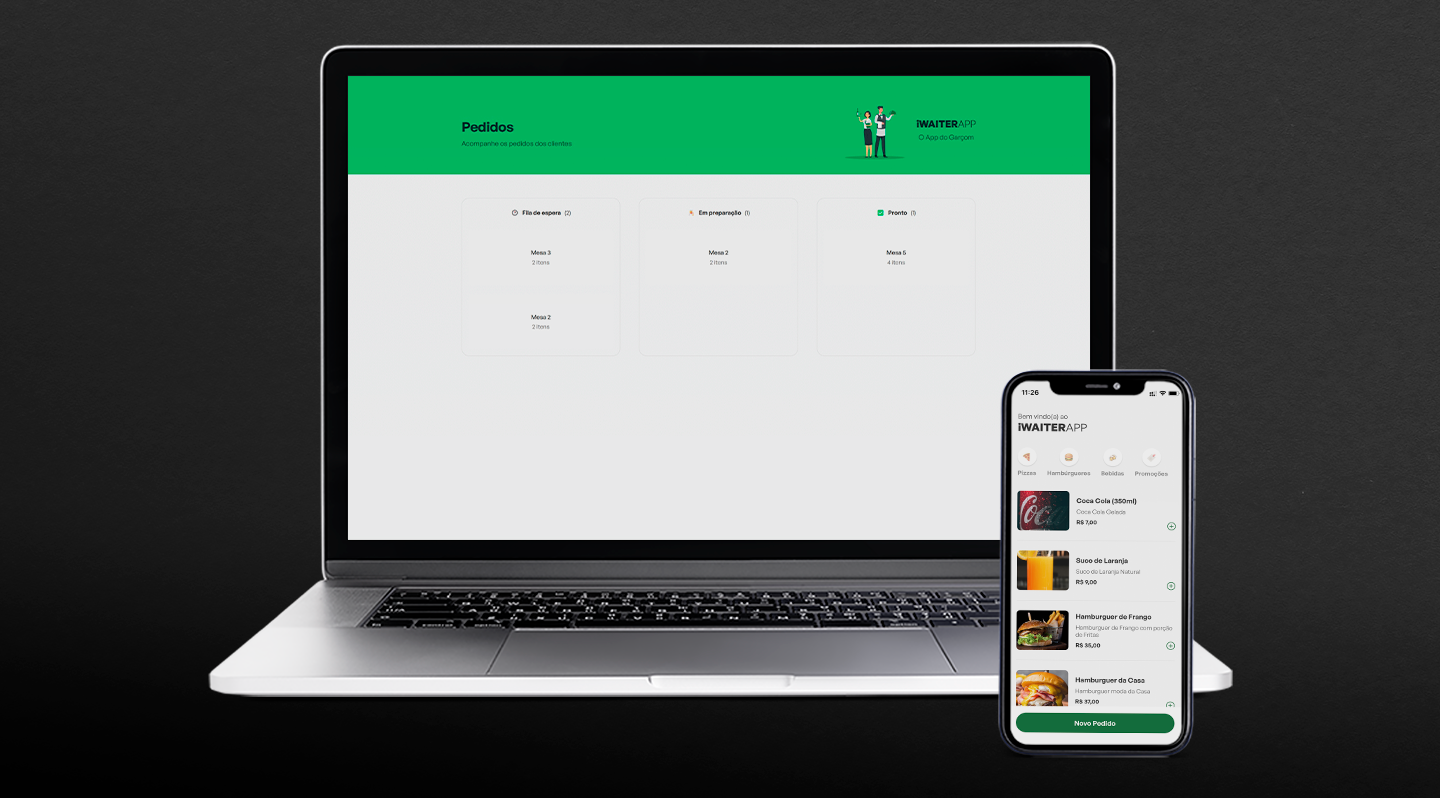 Pedidos
Acompanhe os pedidos dos clientes
iWAITERAPP
O App do Garçom
Fila de espera (2)
Mesa 3
2 itens
Mesa 2
2 itens
Em preparação (1)
Mesa 2
2 itens
Pronto (1)
Mesa 5
4 itens
11:26
Bem vindo(a) ao
iWAITERAPP
Pizzas
Hambúrgueres
Bebidas
Promoções
Coca Cola (350ml)
Coca Cola Gelada
R$ 7,00
Suco de Laranja
Suco de Laranja Natural
R$ 9,00
Hamburguer de Frango
Hamburguer de Frango com porção
de Fritas
R$ 35,00
Hamburguer da Casa
Hamburguer moda da Casa
R$ 37,00
Novo Pedido